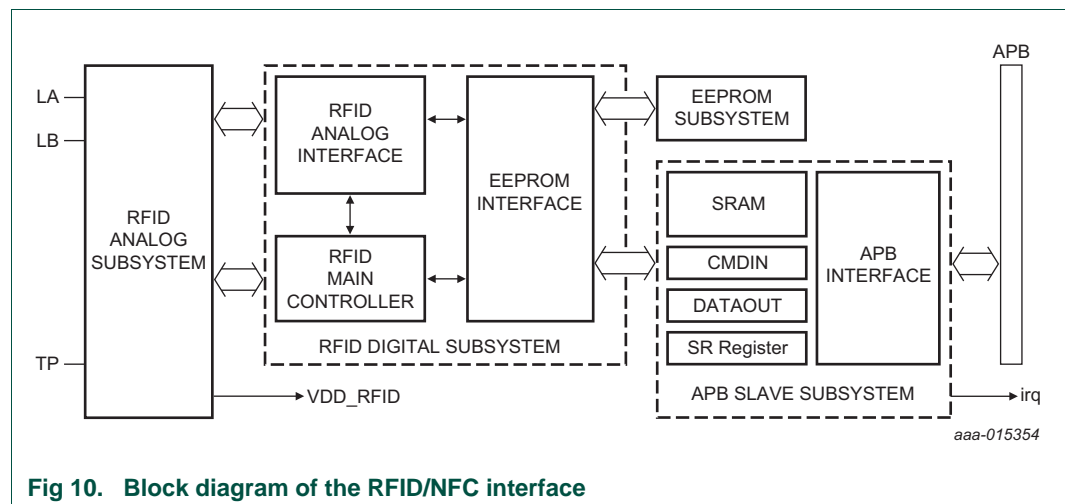 APB
LA
LB
TP
RFID
ANALOG
SUBSYSTEM
VDD_RFID
RFID
ANALOG
INTERFACE
RFID
MAIN
CONTROLLER
EEPROM
INTERFACE
RFID DIGITAL SUBSYSTEM
EEPROM
SUBSYSTEM
SRAM
CMDIN
DATAOUT
SR Register
APB
INTERFACE
APB SLAVE SUBSYSTEM
irq
aaa-015354
Fig 10. Block diagram of the RFID/NFC interface